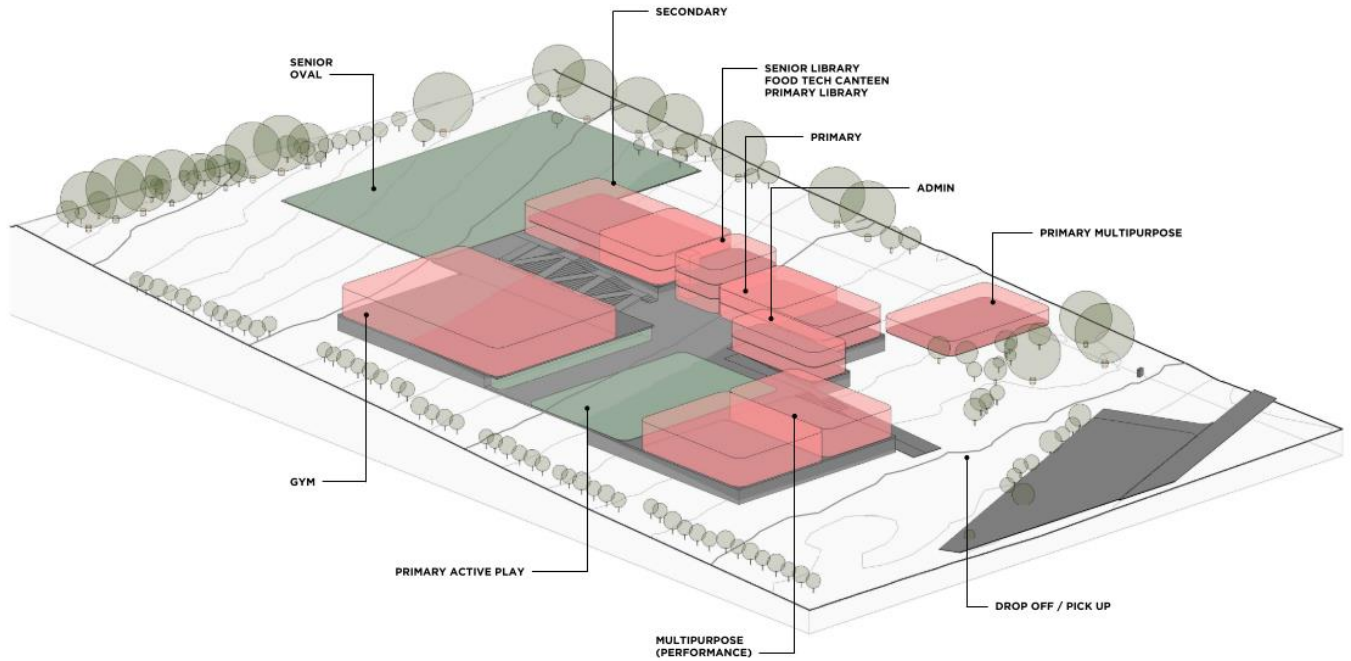 SECONDARY
SENIOR
OVAL
SENIOR LIBRARY
FOOD TECH CANTEEN
PRIMARY LIBRARY
PRIMARY
ADMIN
PRIMARY MULTIPURPOSE
GYM
PRIMARY ACTIVE PLAY
DROP OFF / PICK UP
MULTIPURPOSE
(PERFORMANCE)